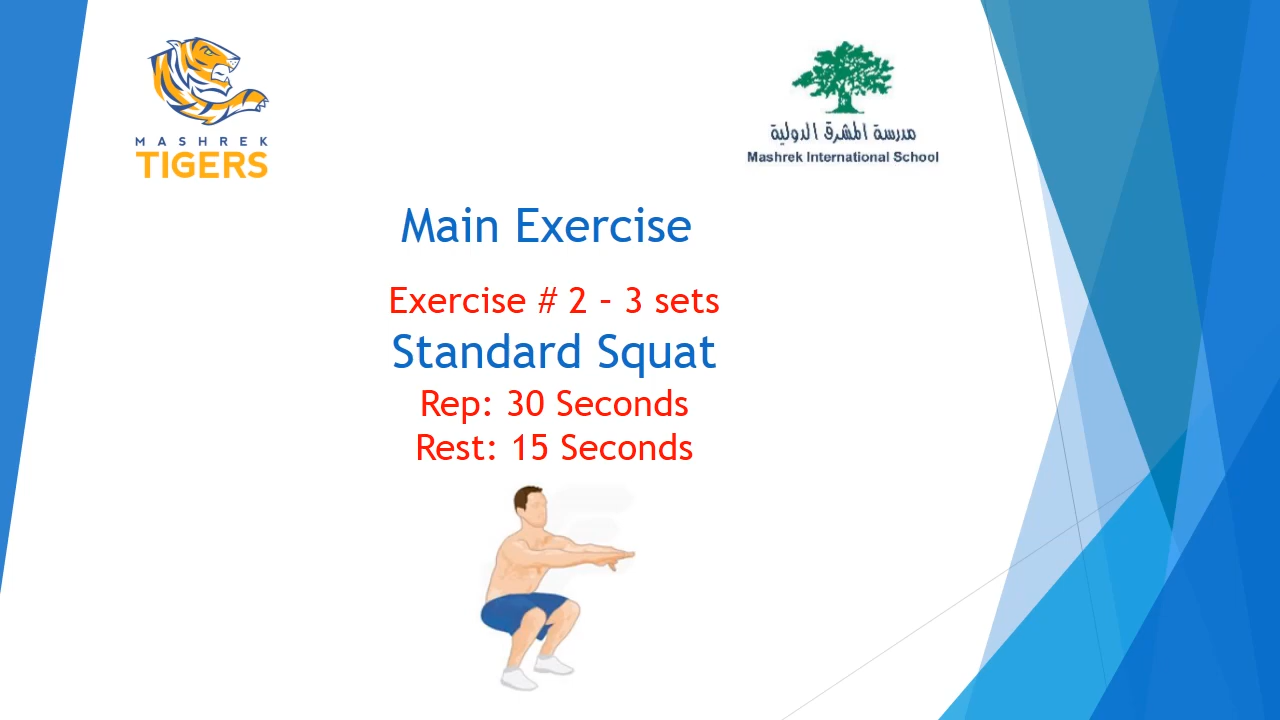 MASHREK
TIGERS
مدرسة المشرق الدولية
Mashrek International School
Main Exercise
Exercise # 2 – 3 sets
Standard Squat
Rep: 30 Seconds
Rest: 15 Seconds